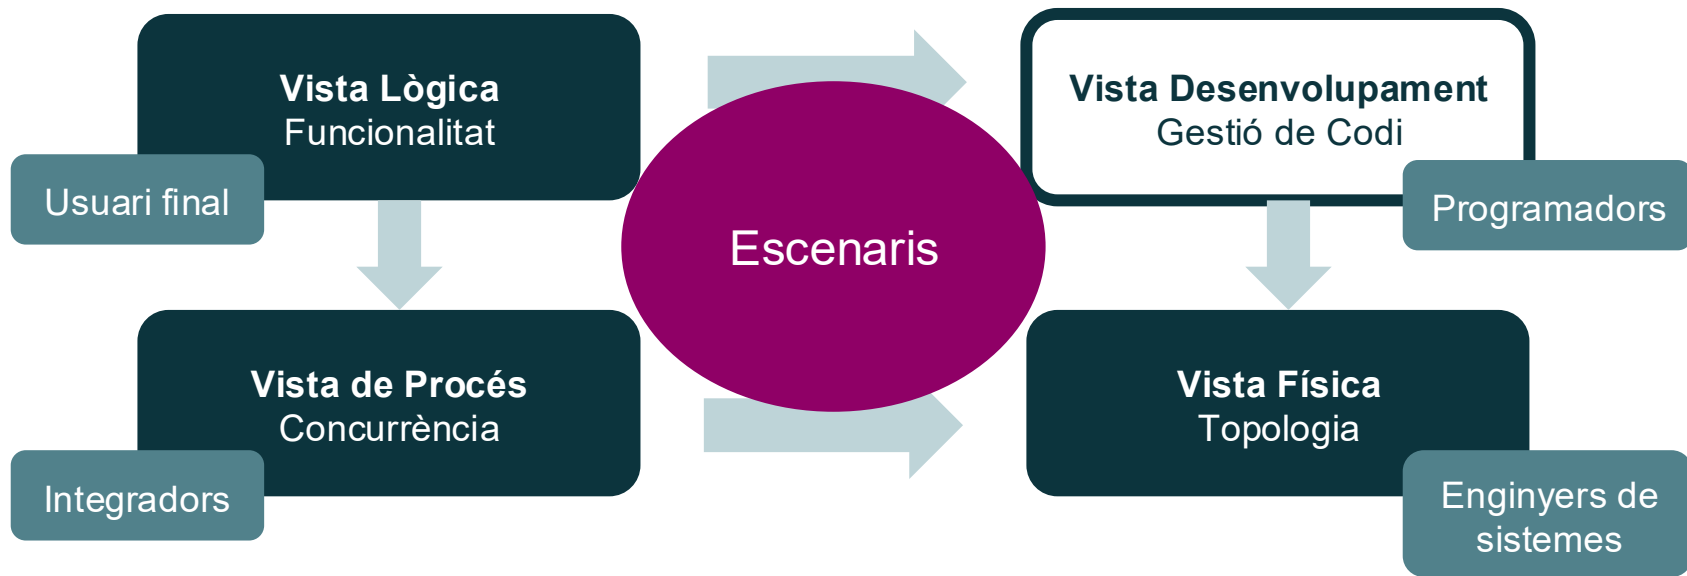 Vista Lògica
Funcionalitat
Usuari final
Vista Desenvolupament
Gestió de Codi
Programadors
Escenaris
Vista de Procés
Concurrència
Integradors
Vista Física
Topologia
Enginyers de
sistemes